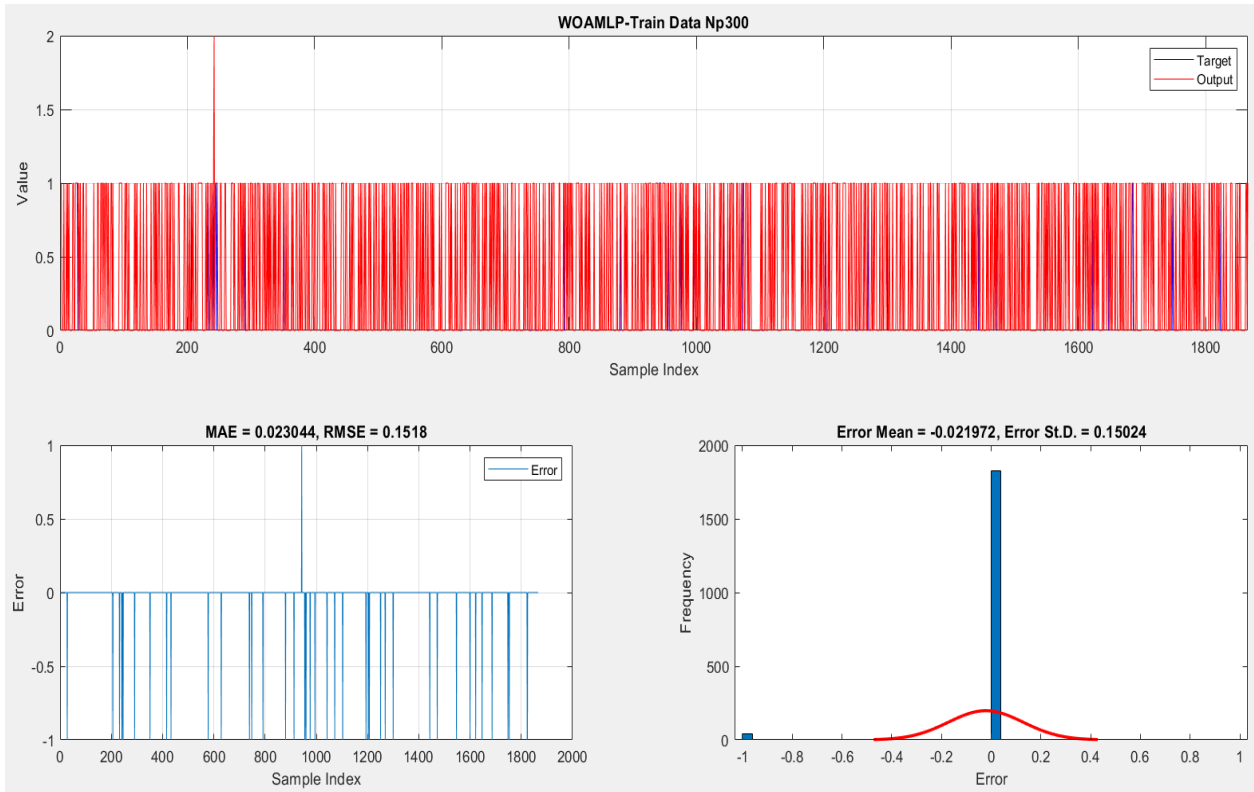 WOAMLP-Train Data Np300
2
1.5
1
0.5
0
Value
Target
Output
0 200 400 600 800 1000 1200 1400 1600 1800
Sample Index
MAE = 0.023044, RMSE = 0.1518
1
0.5
0
-0.5
-1
Error
Error
0 200 400 600 800 1000 1200 1400 1600 1800 2000
Sample Index
Error Mean = -0.021972, Error St.D. = 0.15024
2000
1500
1000
500
0
Frequency
-1 -0.8 -0.6 -0.4 -0.2 0 0.2 0.4 0.6 0.8 1
Error